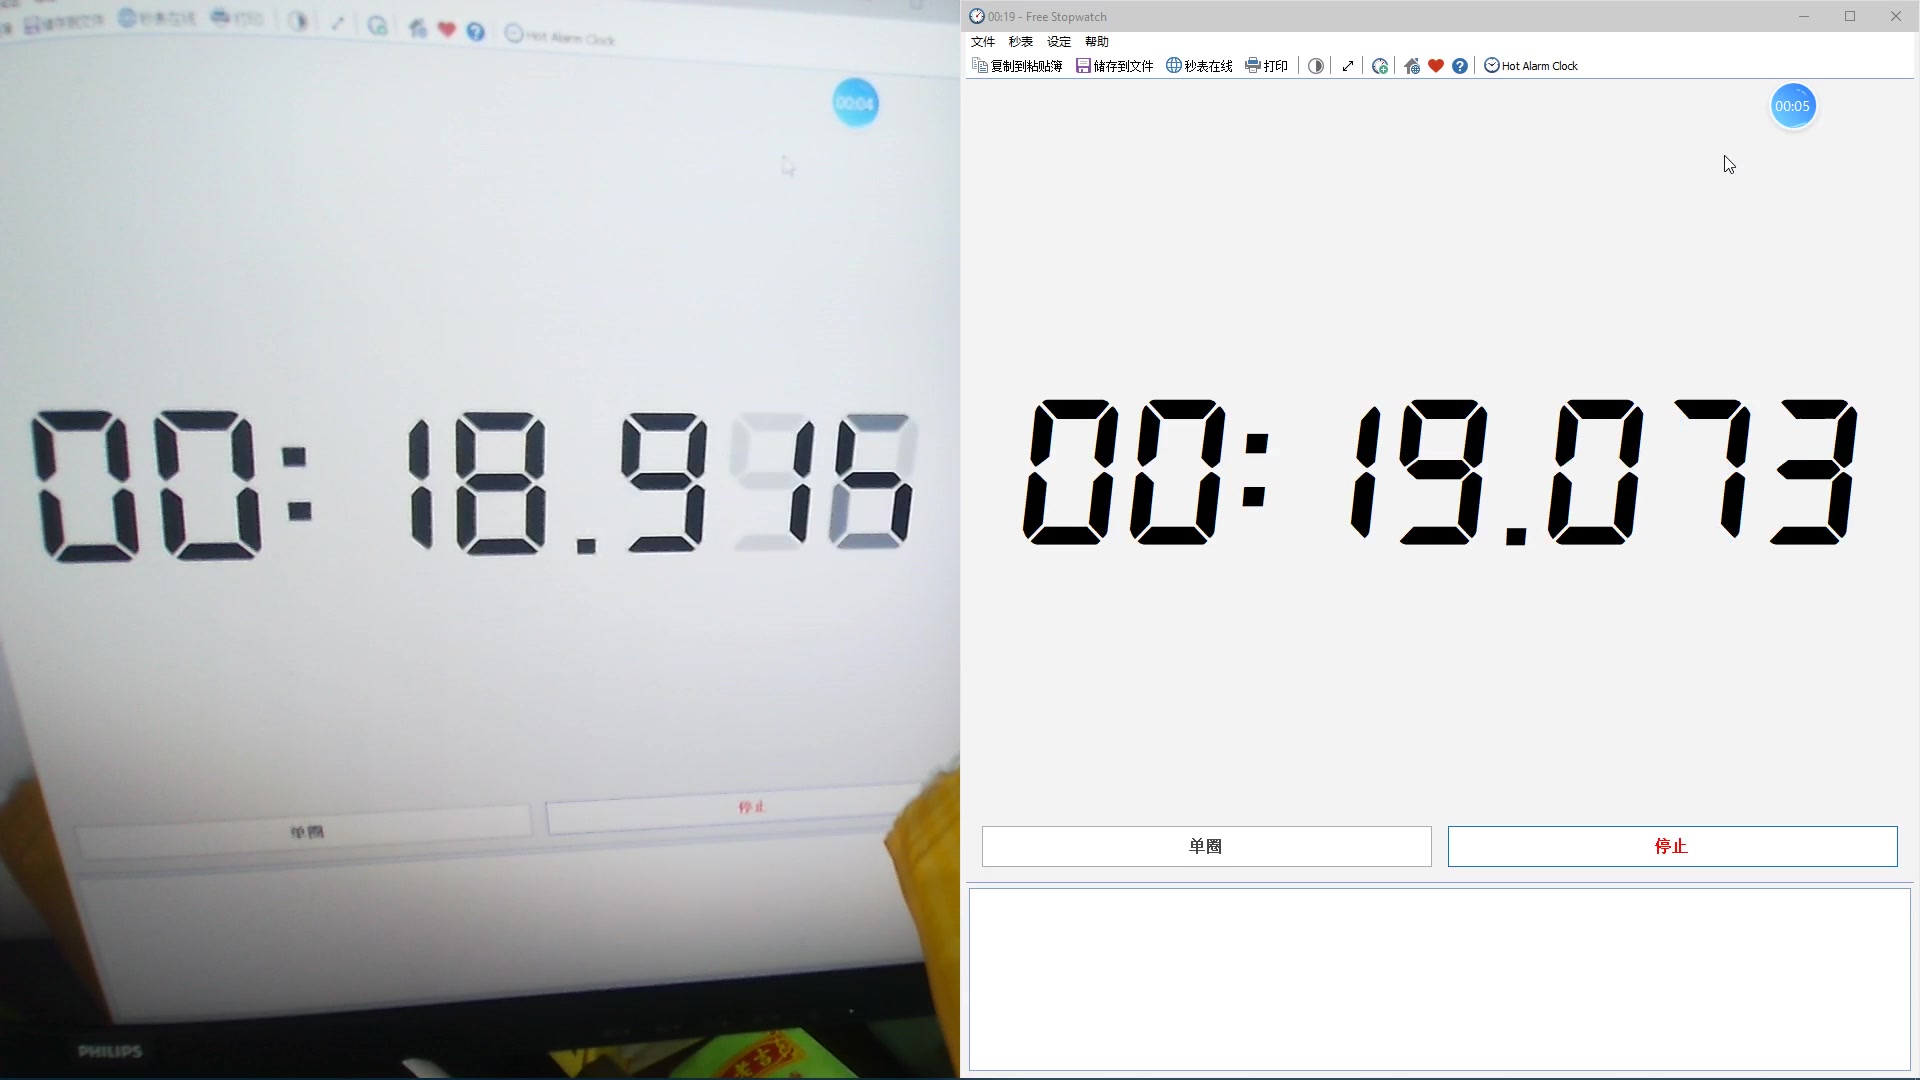 储存到文件 秒表在线 打印 Hot Alarm Clock
00:04
00: 18.9
单圈 停止
PHILIPS
00:19 - Free Stopwatch
文件 秒表 设定 帮助
复制到粘贴簿 储存到文件 秒表在线 打印 Hot Alarm Clock
00:05
00: 19.073
单圈 停止